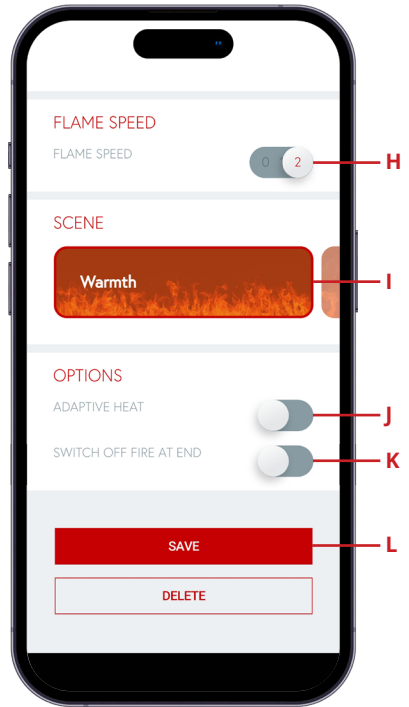 FLAME SPEED
FLAME SPEED
0 2
H
SCENE
Warmth
I
OPTIONS
ADAPTIVE HEAT
J
SWITCH OFF FIRE AT END
K
SAVE
L
DELETE